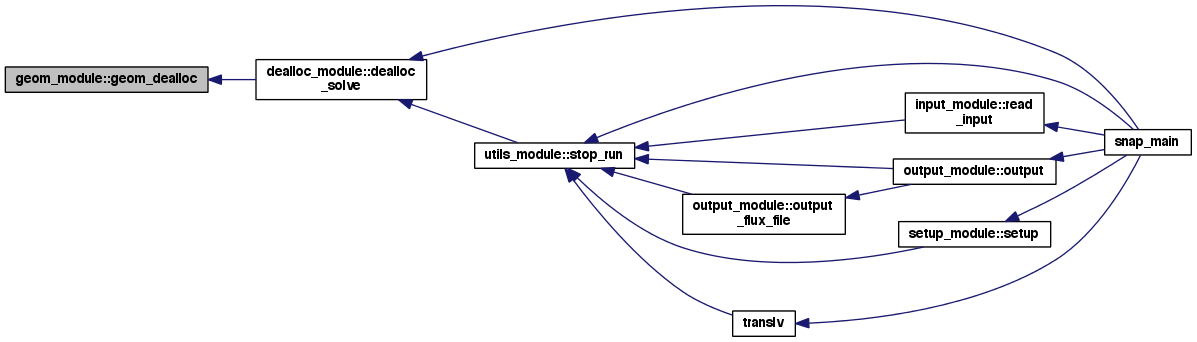 geom_module::geom_dealloc
dealloc_module::dealloc
_solve
utils_module::stop_run
input_module::read
_input
output_module::output
output_module::output
_flux_file
setup_module::setup
translv
snap_main